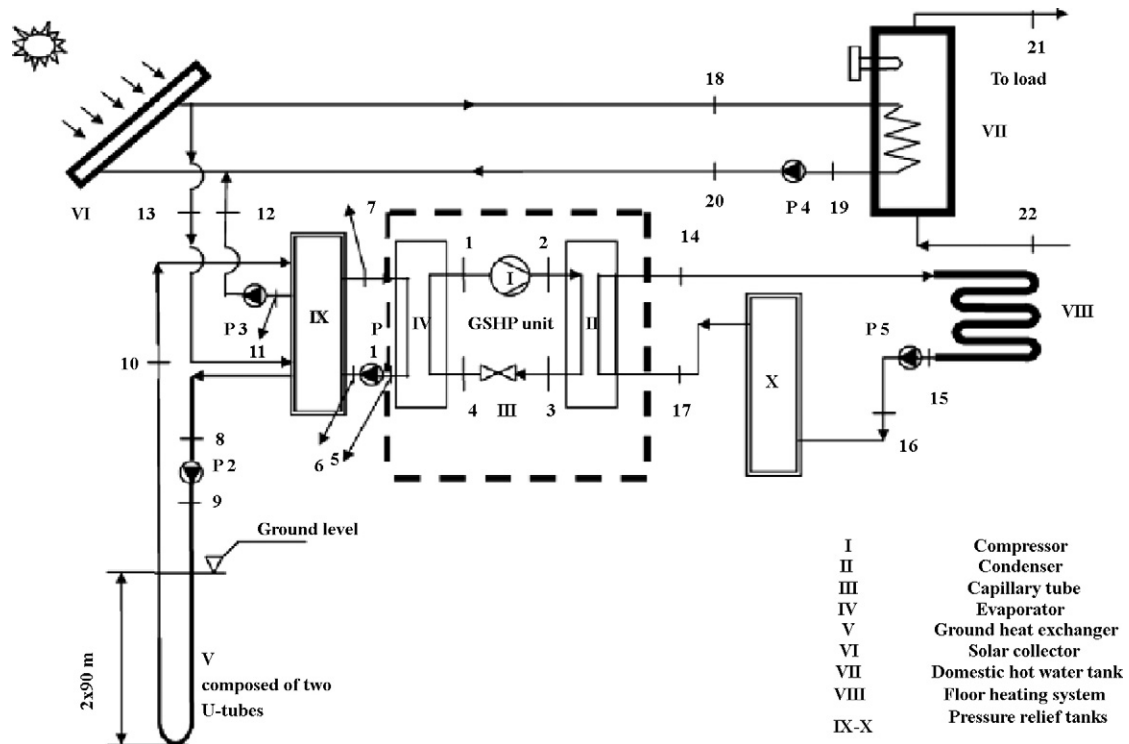 21
18
To load
VII
VI
13
12
7
20
P 4
19
22
1
2
14
I
P 3
11
IX
P
1
IV
GSHP unit
II
P 5
VIII
10
X
4
III
3
17
15
16
8
6
5
P 2
9
Ground level
2x90 m
V
composed of two
U-tubes
I Compressor
II Condenser
III Capillary tube
IV Evaporator
V Ground heat exchanger
VI Solar collector
VII Domestic hot water tank
VIII Floor heating system
IX-X Pressure relief tanks